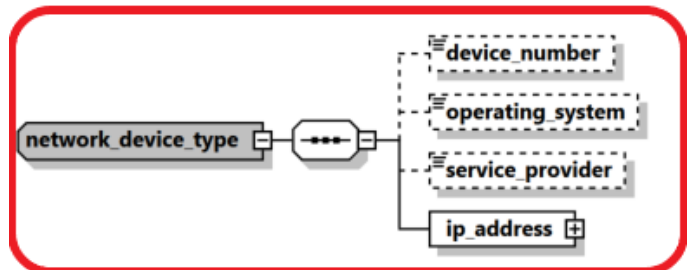 device_number
operating_system
network_device_type
service_provider
ip_address